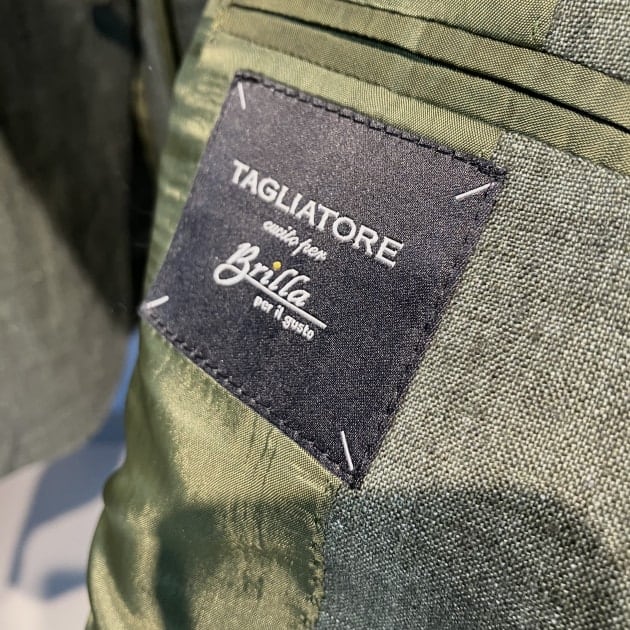 TAGLIATORE
cucito per
Brilla
per il gusto